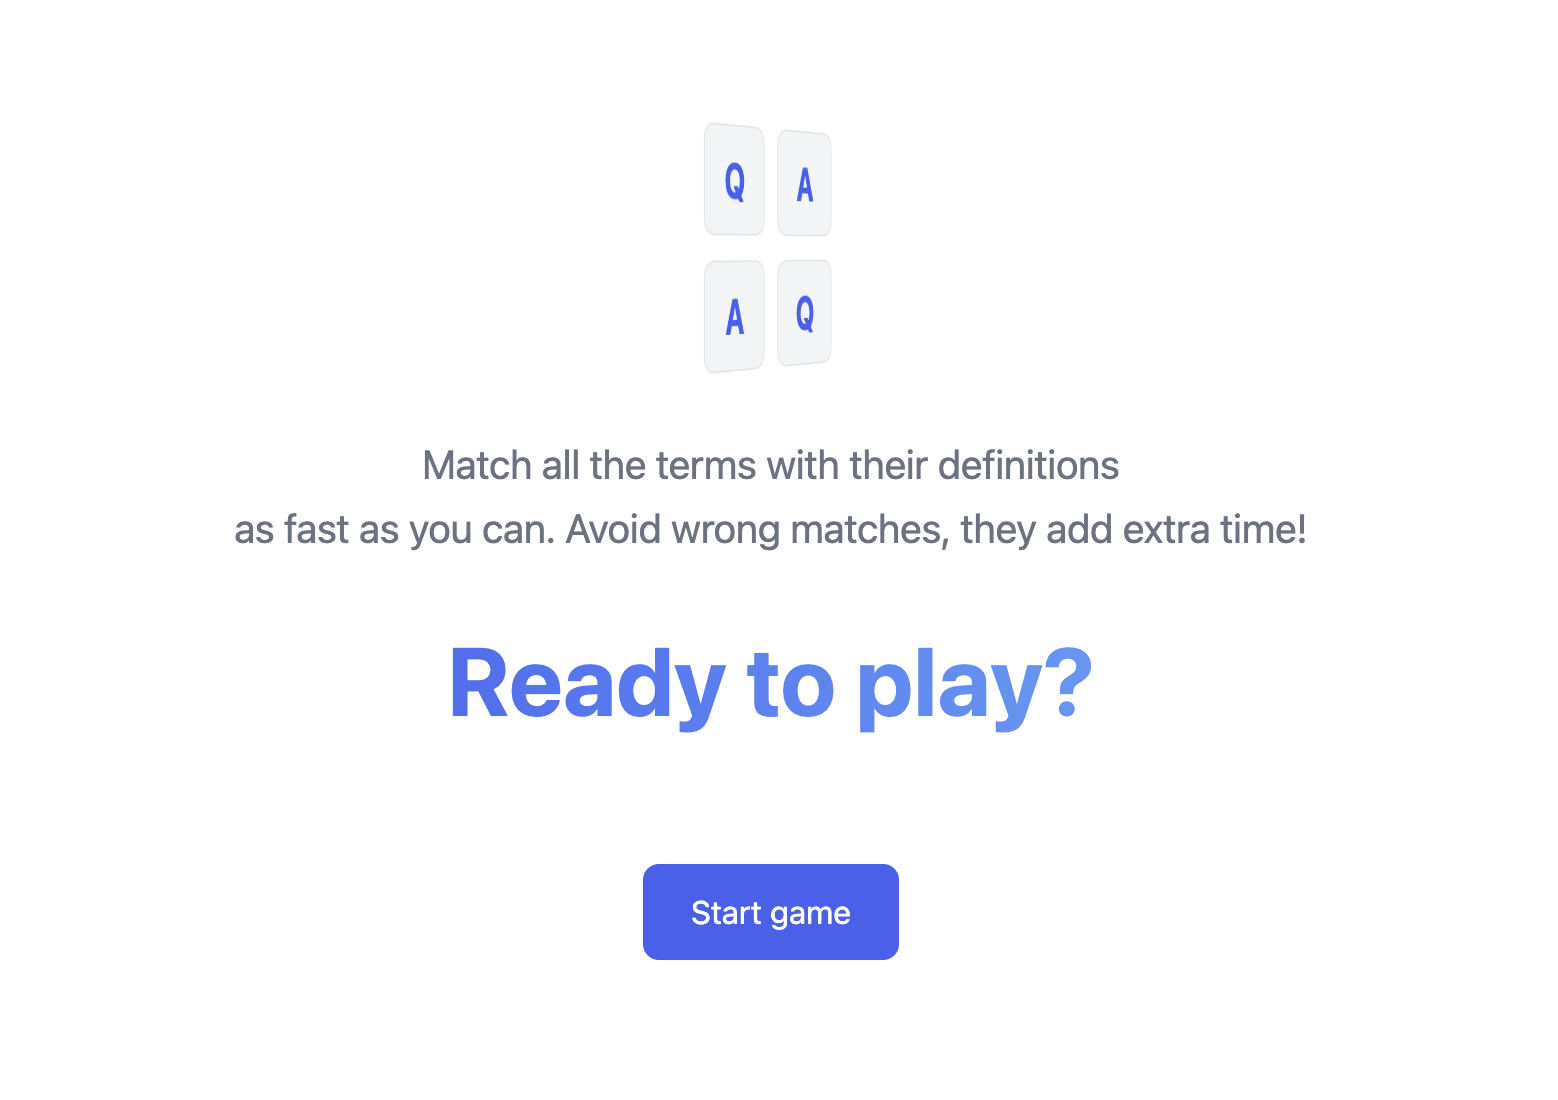 Q A
A Q
Match all the terms with their definitions
as fast as you can. Avoid wrong matches, they add extra time!
Ready to play?
Start game